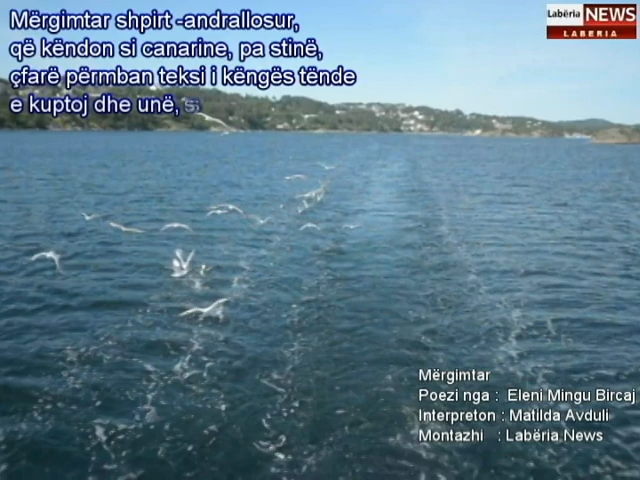 Mërgimtar shpirt -andrallosur,
që këndon si canarine, pa stinë,
çfarë përmban teksi i këngës tënde
e kuptoj dhe unë,
Labëria NEWS
LABERIA
Mërgimtar
Poezi nga : Eleni Mingu Bircaj
Interpreton : Matilda Avduli
Montazhi : Labëria News